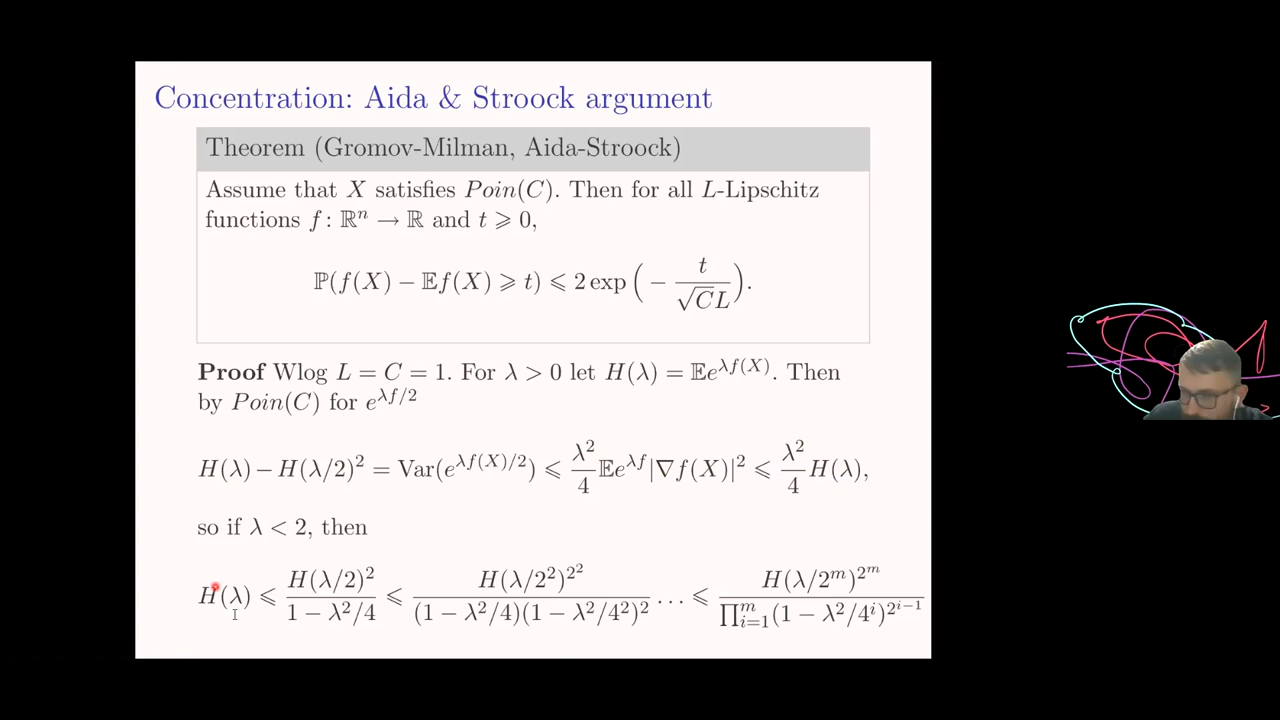 Concentration: Aida & Stroock argument
Theorem (Gromov-Milman, Aida-Stroock)
Assume that X satisfies Poin(C). Then for all L-Lipschitz
functions f: ℝⁿ → ℝ and t ⩾ 0,
ℙ(f(X) − 𝔼f(X) ⩾ t) ⩽ 2 exp ( − t/(√C L) ).
Proof Wlog L = C = 1. For λ > 0 let H(λ) = 𝔼e^{λf(X)}. Then
by Poin(C) for e^{λf/2}
H(λ) − H(λ/2)² = Var(e^{λf(X)/2}) ⩽ λ²/4 𝔼e^{λf}|∇f(X)|² ⩽ λ²/4 H(λ),
so if λ < 2, then
H(λ) ⩽ H(λ/2)²/(1 − λ²/4) ⩽ H(λ/2²)^{2²}/((1 − λ²/4)(1 − λ²/4²)²) … ⩽ H(λ/2^m)^{2^m}/∏_{i=1}^{m}(1 − λ²/4^i)^{2^{i−1}}